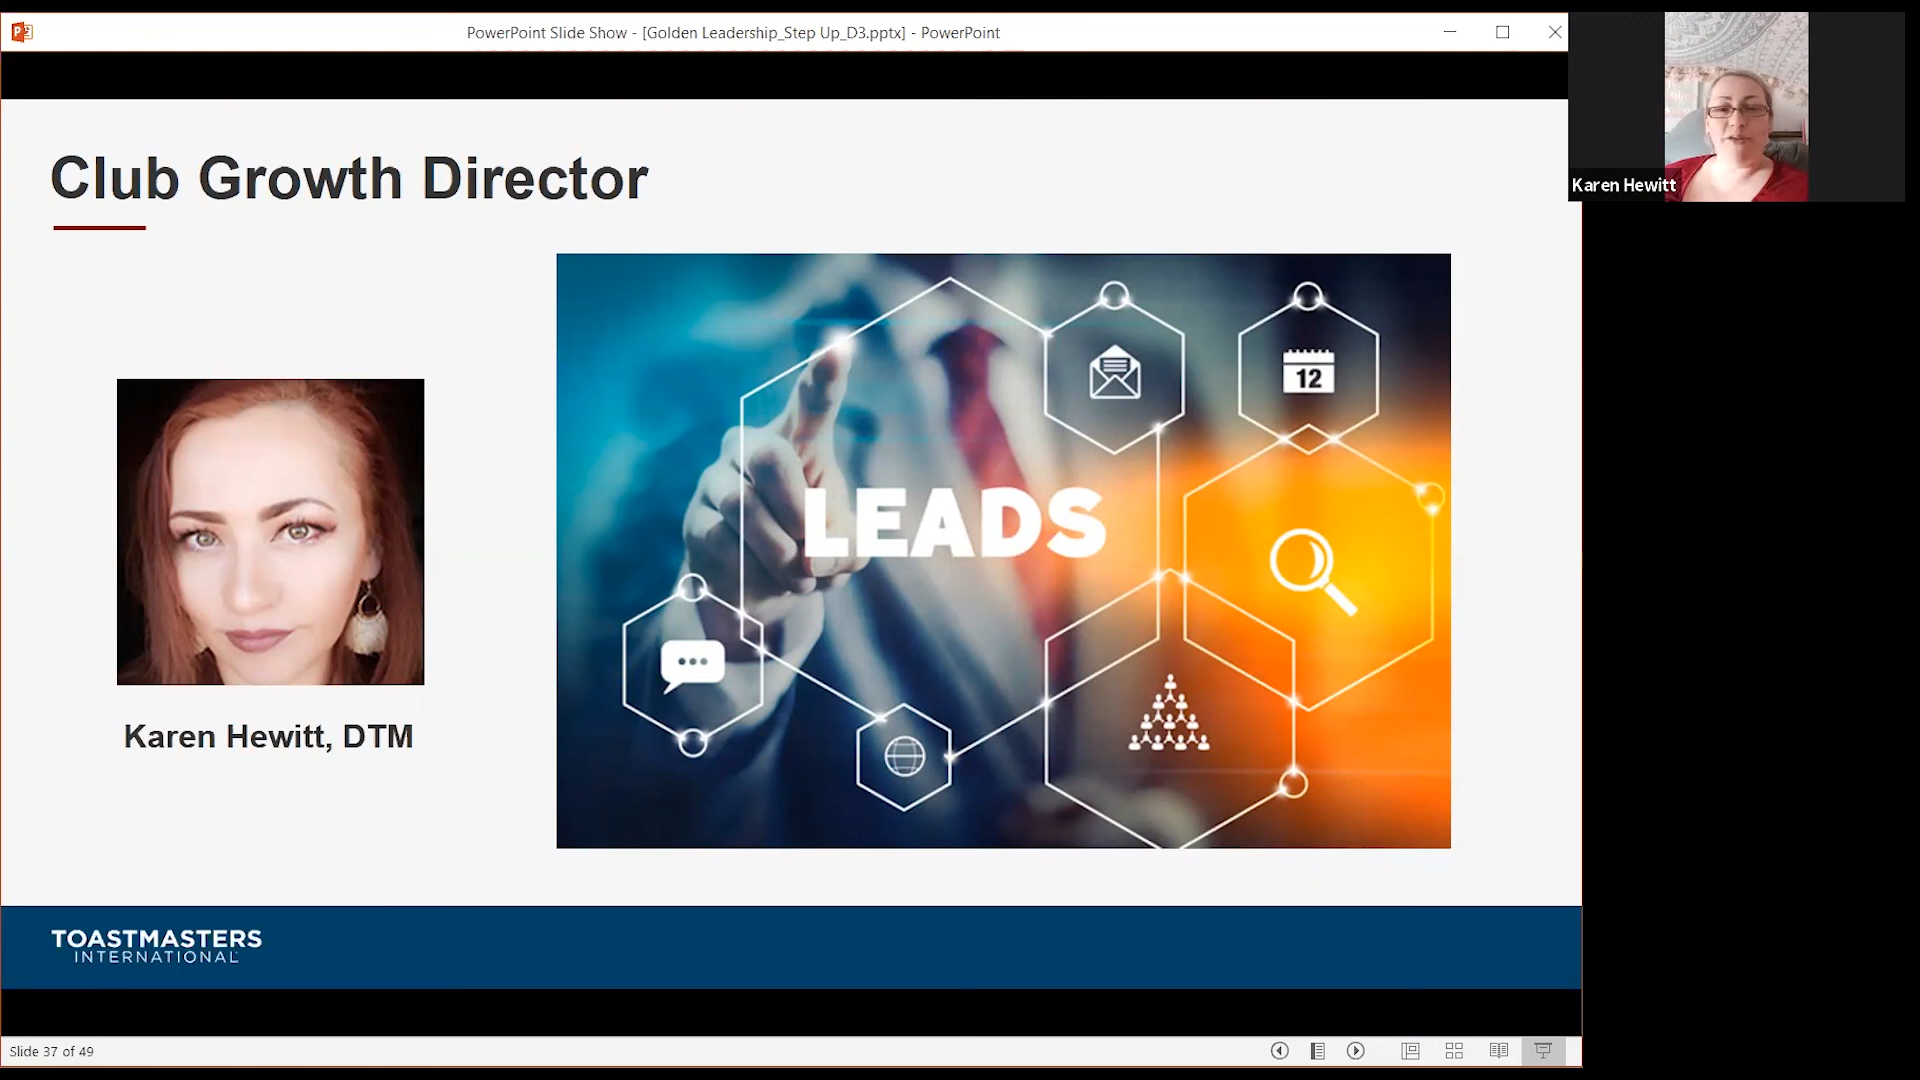 PowerPoint Slide Show - [Golden Leadership_Step Up_D3.pptx] - PowerPoint
Karen Hewitt
Club Growth Director
12
LEADS
Karen Hewitt, DTM
TOASTMASTERS
INTERNATIONAL
Slide 37 of 49